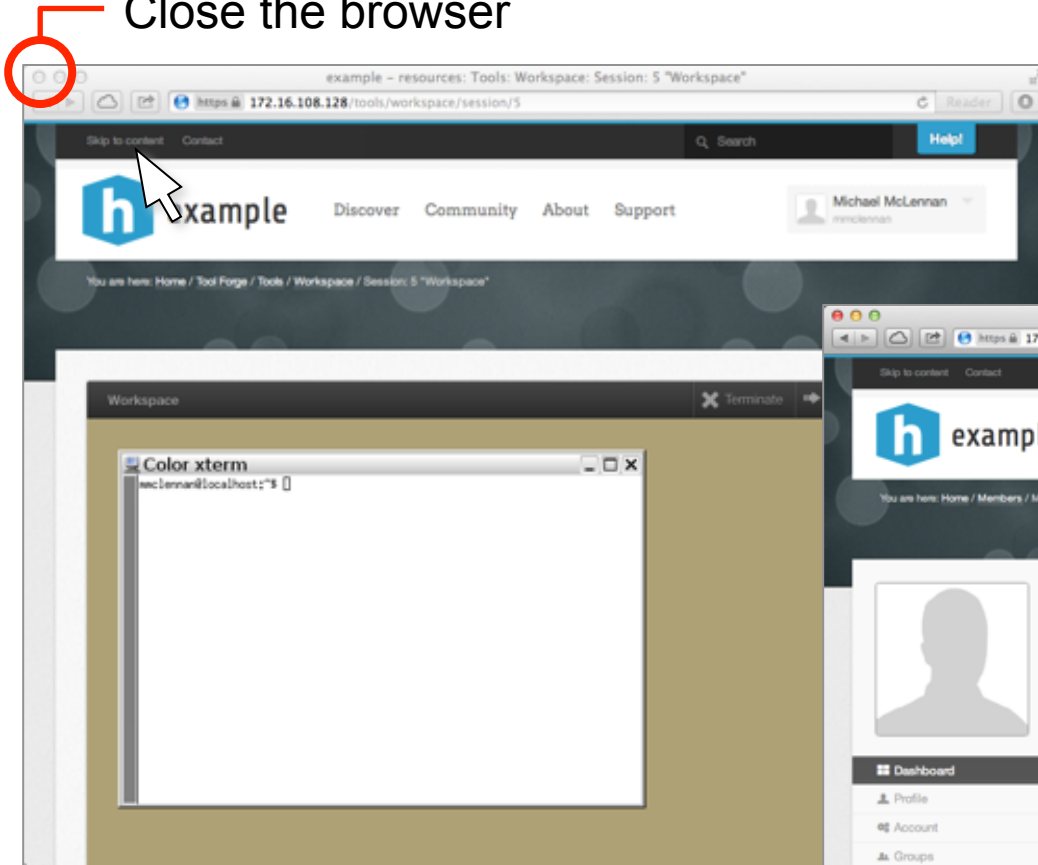 Close the browser
example – resources: Tools: Workspace: Session: 5 "Workspace"
https 172.16.108.128/tools/workspace/session/5
Reader
Skip to content Contact
Search
Help!
h example
Discover Community About Support
Michael McLennan
mmclennan
You are here: Home / Tool Forge / Tools / Workspace / Session: 5 "Workspace"
Workspace
Terminate
Color xterm
mmclennan@localhost:~$
https 17
Skip to content Contact
h examp
You are here: Home / Members / M
Dashboard
Profile
Account
Groups